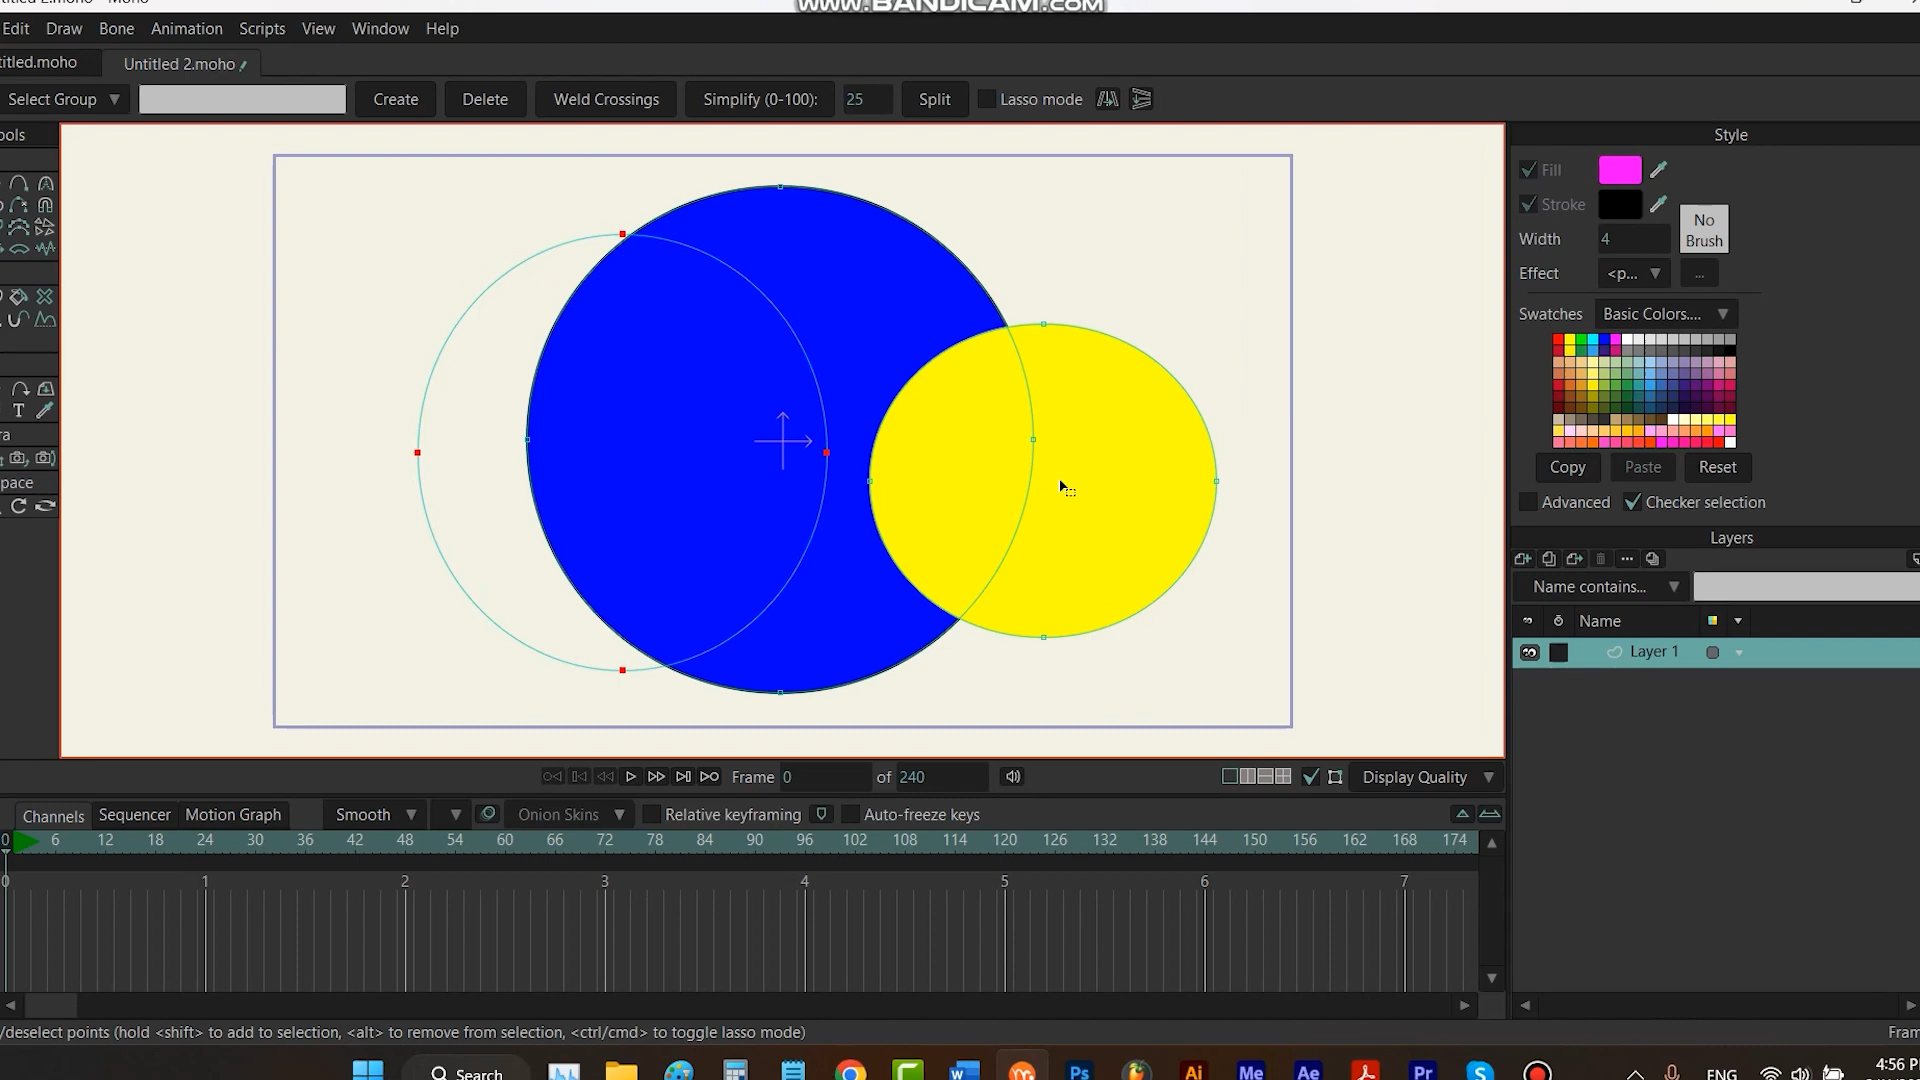 WWW.BANDICAM.COM
Edit Draw Bone Animation Scripts View Window Help
Untitled 2.moho
Select Group Create Delete Weld Crossings Simplify (0-100): 25 Split Lasso mode
Style
Fill
Stroke
No Brush
Width 4
Effect <p... ...
Swatches Basic Colors....
T
Copy Paste Reset
Advanced Checker selection
Layers
Name contains...
Name
Layer 1
Frame 0 of 240 Display Quality
Channels Sequencer Motion Graph Smooth Onion Skins Relative keyframing Auto-freeze keys
0 6 12 18 24 30 36 42 48 54 60 66 72 78 84 90 96 102 108 114 120 126 132 138 144 150 156 162 168 174
0 1 2 3 4 5 6 7
/deselect points (hold <shift> to add to selection, <alt> to remove from selection, <ctrl/cmd> to toggle lasso mode)
Search W Ps Ai Me Ae Pr S ENG 4:56